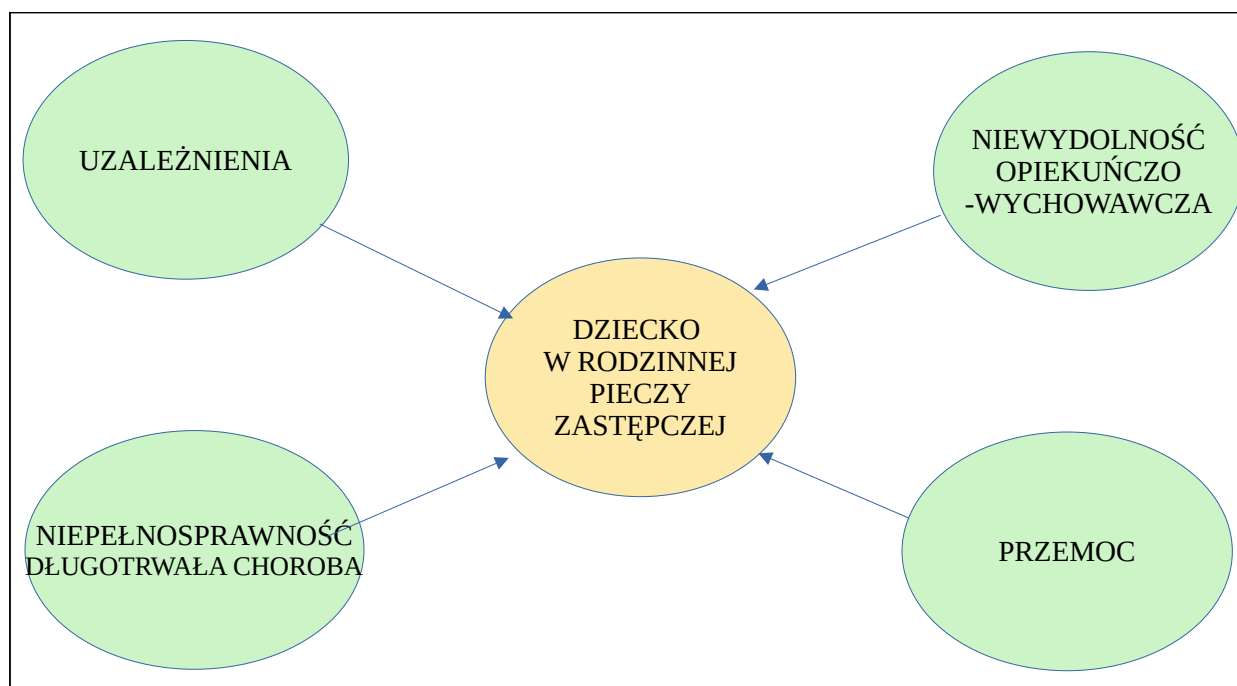 UZALEŻNIENIA
NIEWYDOLNOŚĆ
OPIEKUŃCZO
-WYCHOWAWCZA
DZIECKO
W RODZINNEJ
PIECZY
ZASTĘPCZEJ
NIEPEŁNOSPRAWNOŚĆ
DŁUGOTRWAŁA CHOROBA
PRZEMOC